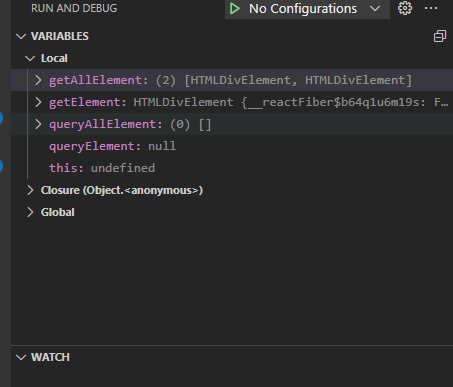 RUN AND DEBUG No Configurations
VARIABLES
Local
getAllElement: (2) [HTMLDivElement, HTMLDivElement]
getElement: HTMLDivElement {__reactFiber$b64q1u6m19s: F…
queryAllElement: (0) []
queryElement: null
this: undefined
Closure (Object.<anonymous>)
Global
WATCH